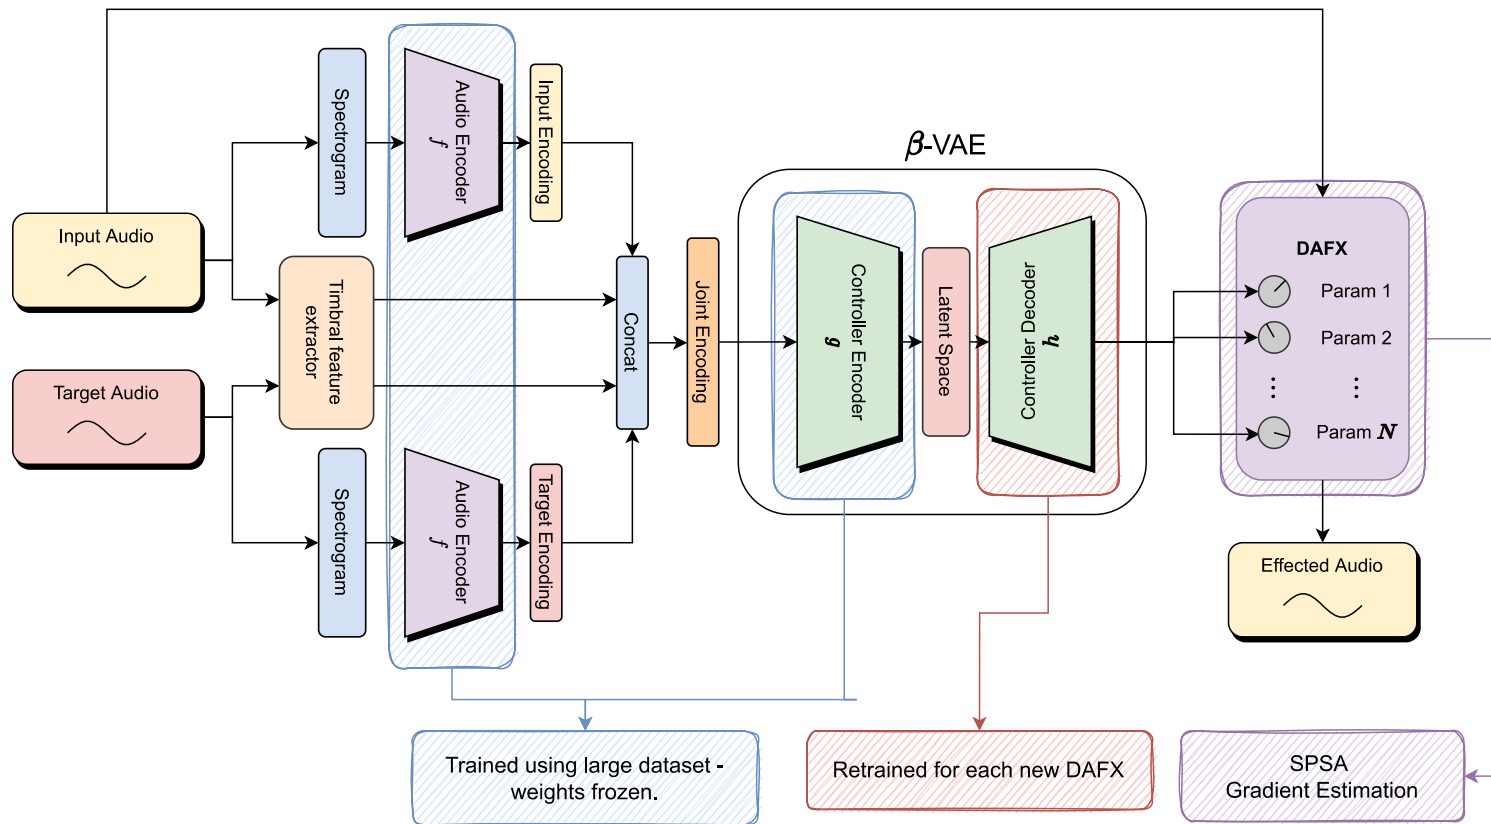 Input Audio
Target Audio
Spectrogram
Timbral feature
extractor
Spectrogram
Audio Encoder
f
Audio Encoder
f
Input Encoding
Target Encoding
Concat
Joint Encoding
β-VAE
Controller Encoder
g
Latent Space
Controller Decoder
h
DAFX
Param 1
Param 2
⋮ ⋮
Param N
Effected Audio
Trained using large dataset -
weights frozen.
Retrained for each new DAFX
SPSA
Gradient Estimation